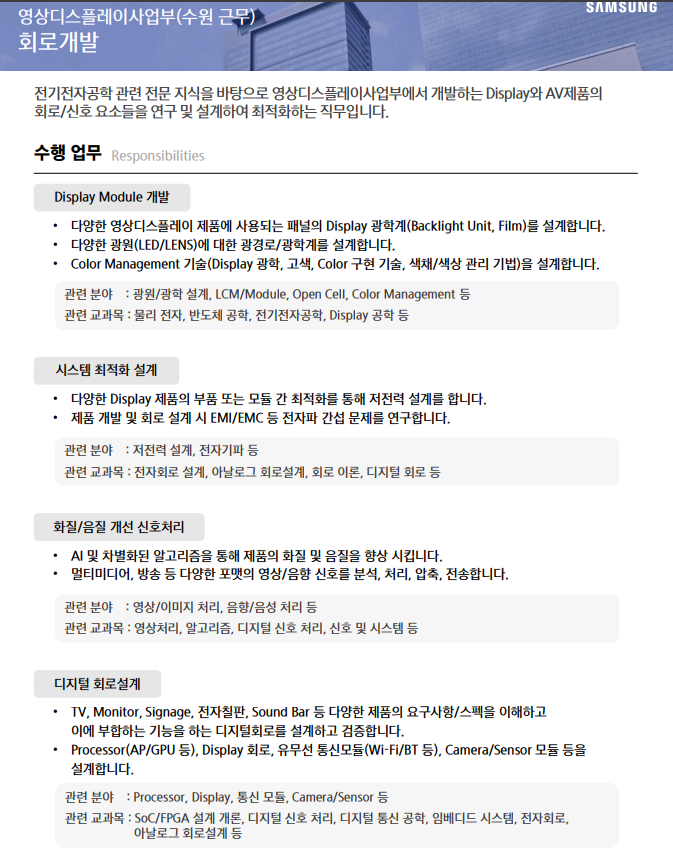 영상디스플레이사업부(수원 근무)
SAMSUNG
회로개발
전기전자공학 관련 전문 지식을 바탕으로 영상디스플레이사업부에서 개발하는 Display와 AV제품의
회로/신호 요소들을 연구 및 설계하여 최적화하는 직무입니다.
수행 업무 Responsibilities
Display Module 개발
• 다양한 영상디스플레이 제품에 사용되는 패널의 Display 광학계(Backlight Unit, Film)를 설계합니다.
• 다양한 광원(LED/LENS)에 대한 광경로/광학계를 설계합니다.
• Color Management 기술(Display 광학, 고색, Color 구현 기술, 색채/색상 관리 기법)을 설계합니다.
관련 분야 : 광원/광학 설계, LCM/Module, Open Cell, Color Management 등
관련 교과목 : 물리 전자, 반도체 공학, 전기전자공학, Display 공학 등
시스템 최적화 설계
• 다양한 Display 제품의 부품 또는 모듈 간 최적화를 통해 저전력 설계를 합니다.
• 제품 개발 및 회로 설계 시 EMI/EMC 등 전자파 간섭 문제를 연구합니다.
관련 분야 : 저전력 설계, 전자기파 등
관련 교과목 : 전자회로 설계, 아날로그 회로설계, 회로 이론, 디지털 회로 등
화질/음질 개선 신호처리
• AI 및 차별화된 알고리즘을 통해 제품의 화질 및 음질을 향상 시킵니다.
• 멀티미디어, 방송 등 다양한 포맷의 영상/음향 신호를 분석, 처리, 압축, 전송합니다.
관련 분야 : 영상/이미지 처리, 음향/음성 처리 등
관련 교과목 : 영상처리, 알고리즘, 디지털 신호 처리, 신호 및 시스템 등
디지털 회로설계
• TV, Monitor, Signage, 전자칠판, Sound Bar 등 다양한 제품의 요구사항/스펙을 이해하고
이에 부합하는 기능을 하는 디지털회로를 설계하고 검증합니다.
• Processor(AP/GPU 등), Display 회로, 유무선 통신모듈(Wi-Fi/BT 등), Camera/Sensor 모듈 등을
설계합니다.
관련 분야 : Processor, Display, 통신 모듈, Camera/Sensor 등
관련 교과목 : SoC/FPGA 설계 개론, 디지털 신호 처리, 디지털 통신 공학, 임베디드 시스템, 전자회로,
아날로그 회로설계 등